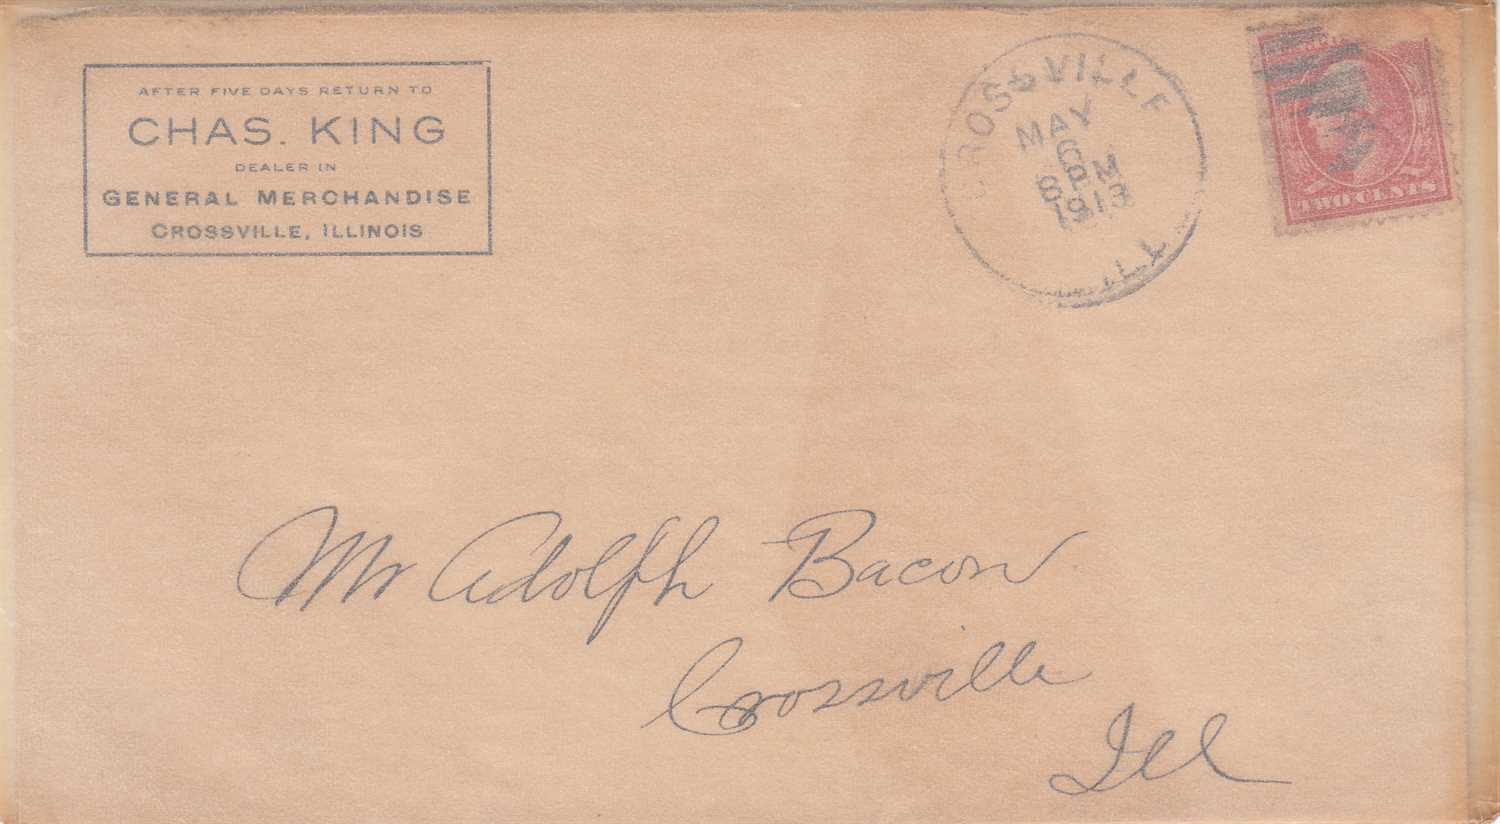 AFTER FIVE DAYS RETURN TO
CHAS. KING
DEALER IN
GENERAL MERCHANDISE
CROSSVILLE, ILLINOIS
CROSSVILLE
MAY
6
PM
1913
ILL.
TWO CENTS
Mr Adolph Bacon
Crossville
Ill